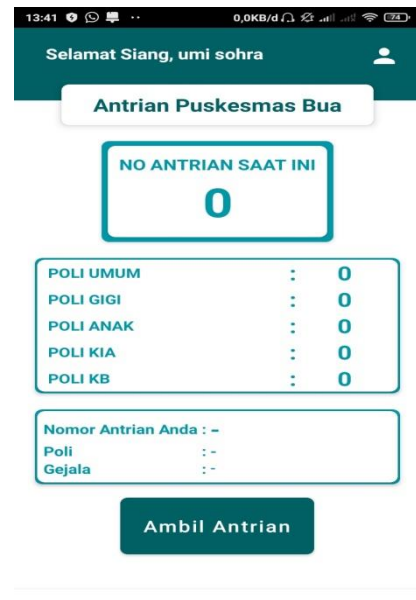 13:41 0,0KB/d 74
Selamat Siang, umi sohra
Antrian Puskesmas Bua
NO ANTRIAN SAAT INI
0
POLI UMUM : 0
POLI GIGI : 0
POLI ANAK : 0
POLI KIA : 0
POLI KB : 0
Nomor Antrian Anda : -
Poli : -
Gejala : -
Ambil Antrian